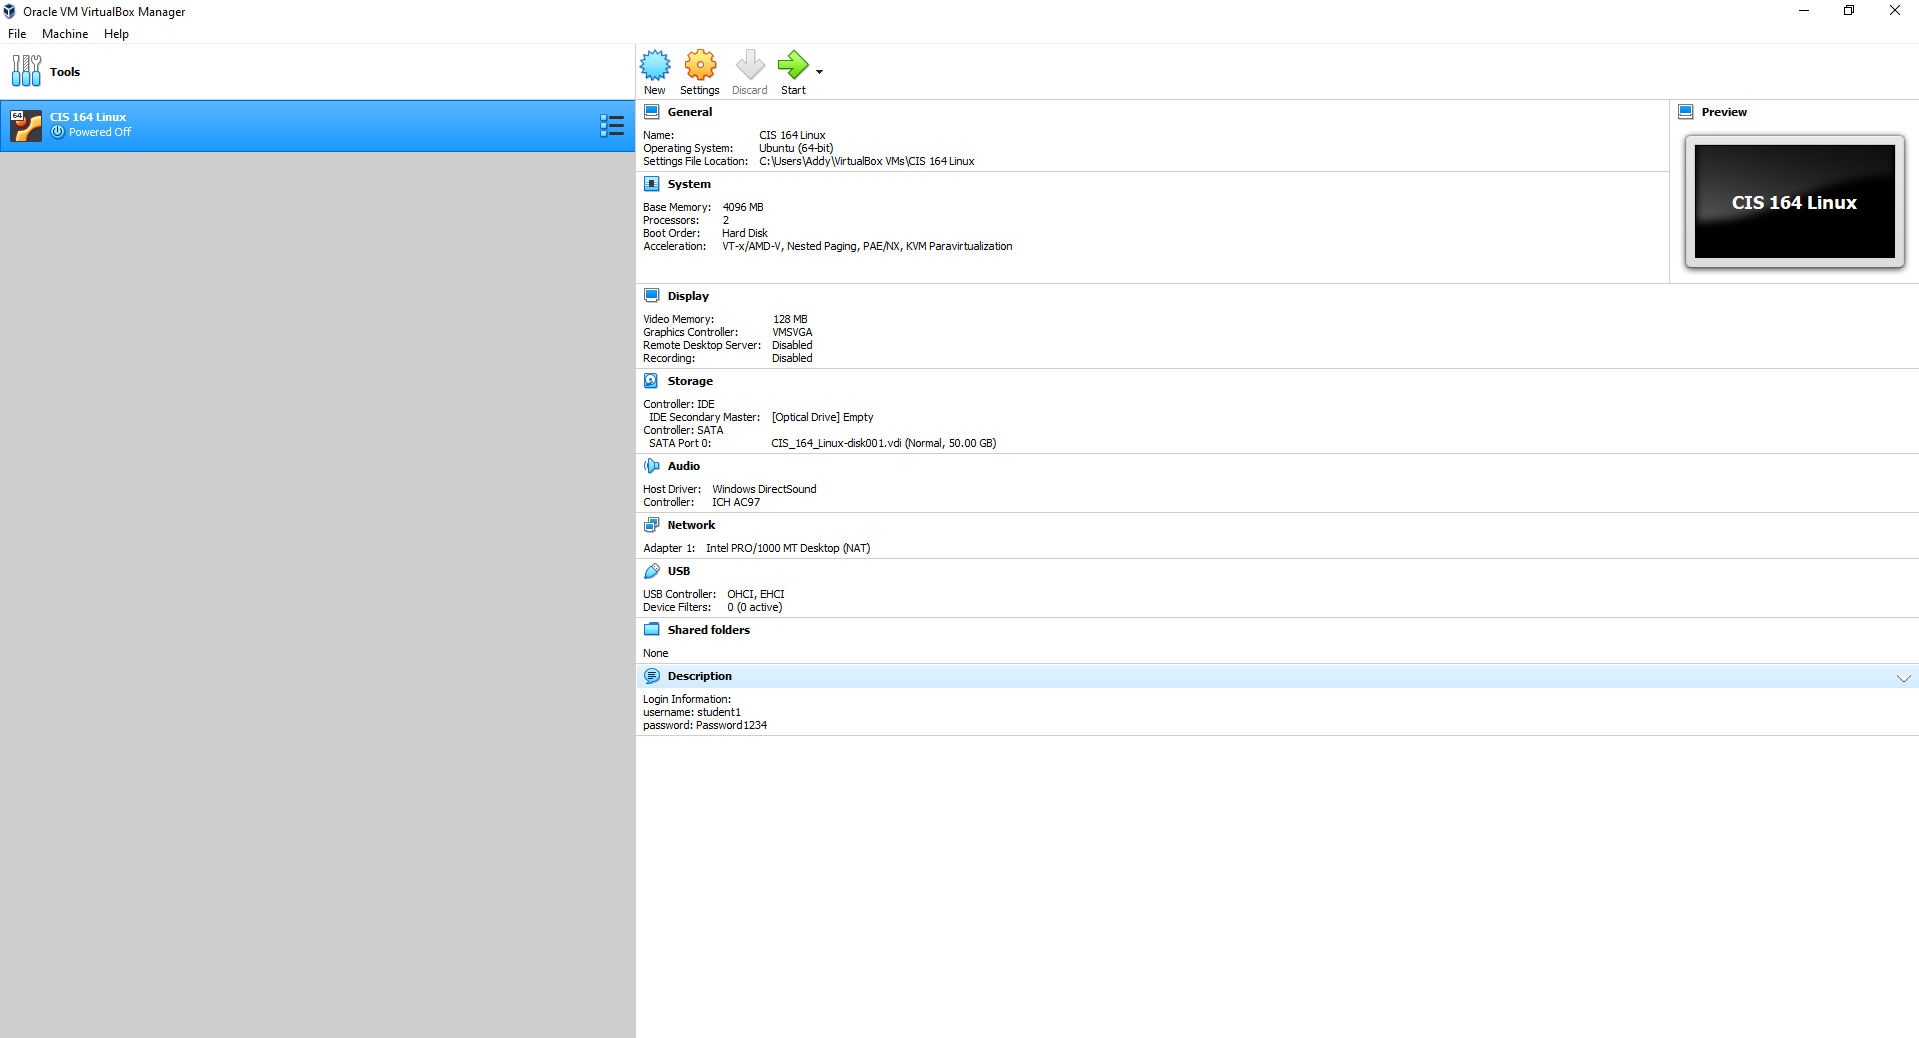 Oracle VM VirtualBox Manager
File Machine Help
Tools
New Settings Discard Start
64
CIS 164 Linux
Powered Off
General
Name: CIS 164 Linux
Operating System: Ubuntu (64-bit)
Settings File Location: C:\Users\Addy\VirtualBox VMs\CIS 164 Linux
Preview
CIS 164 Linux
System
Base Memory: 4096 MB
Processors: 2
Boot Order: Hard Disk
Acceleration: VT-x/AMD-V, Nested Paging, PAE/NX, KVM Paravirtualization
Display
Video Memory: 128 MB
Graphics Controller: VMSVGA
Remote Desktop Server: Disabled
Recording: Disabled
Storage
Controller: IDE
IDE Secondary Master: [Optical Drive] Empty
Controller: SATA
SATA Port 0: CIS_164_Linux-disk001.vdi (Normal, 50.00 GB)
Audio
Host Driver: Windows DirectSound
Controller: ICH AC97
Network
Adapter 1: Intel PRO/1000 MT Desktop (NAT)
USB
USB Controller: OHCI, EHCI
Device Filters: 0 (0 active)
Shared folders
None
Description
Login Information:
username: student1
password: Password1234